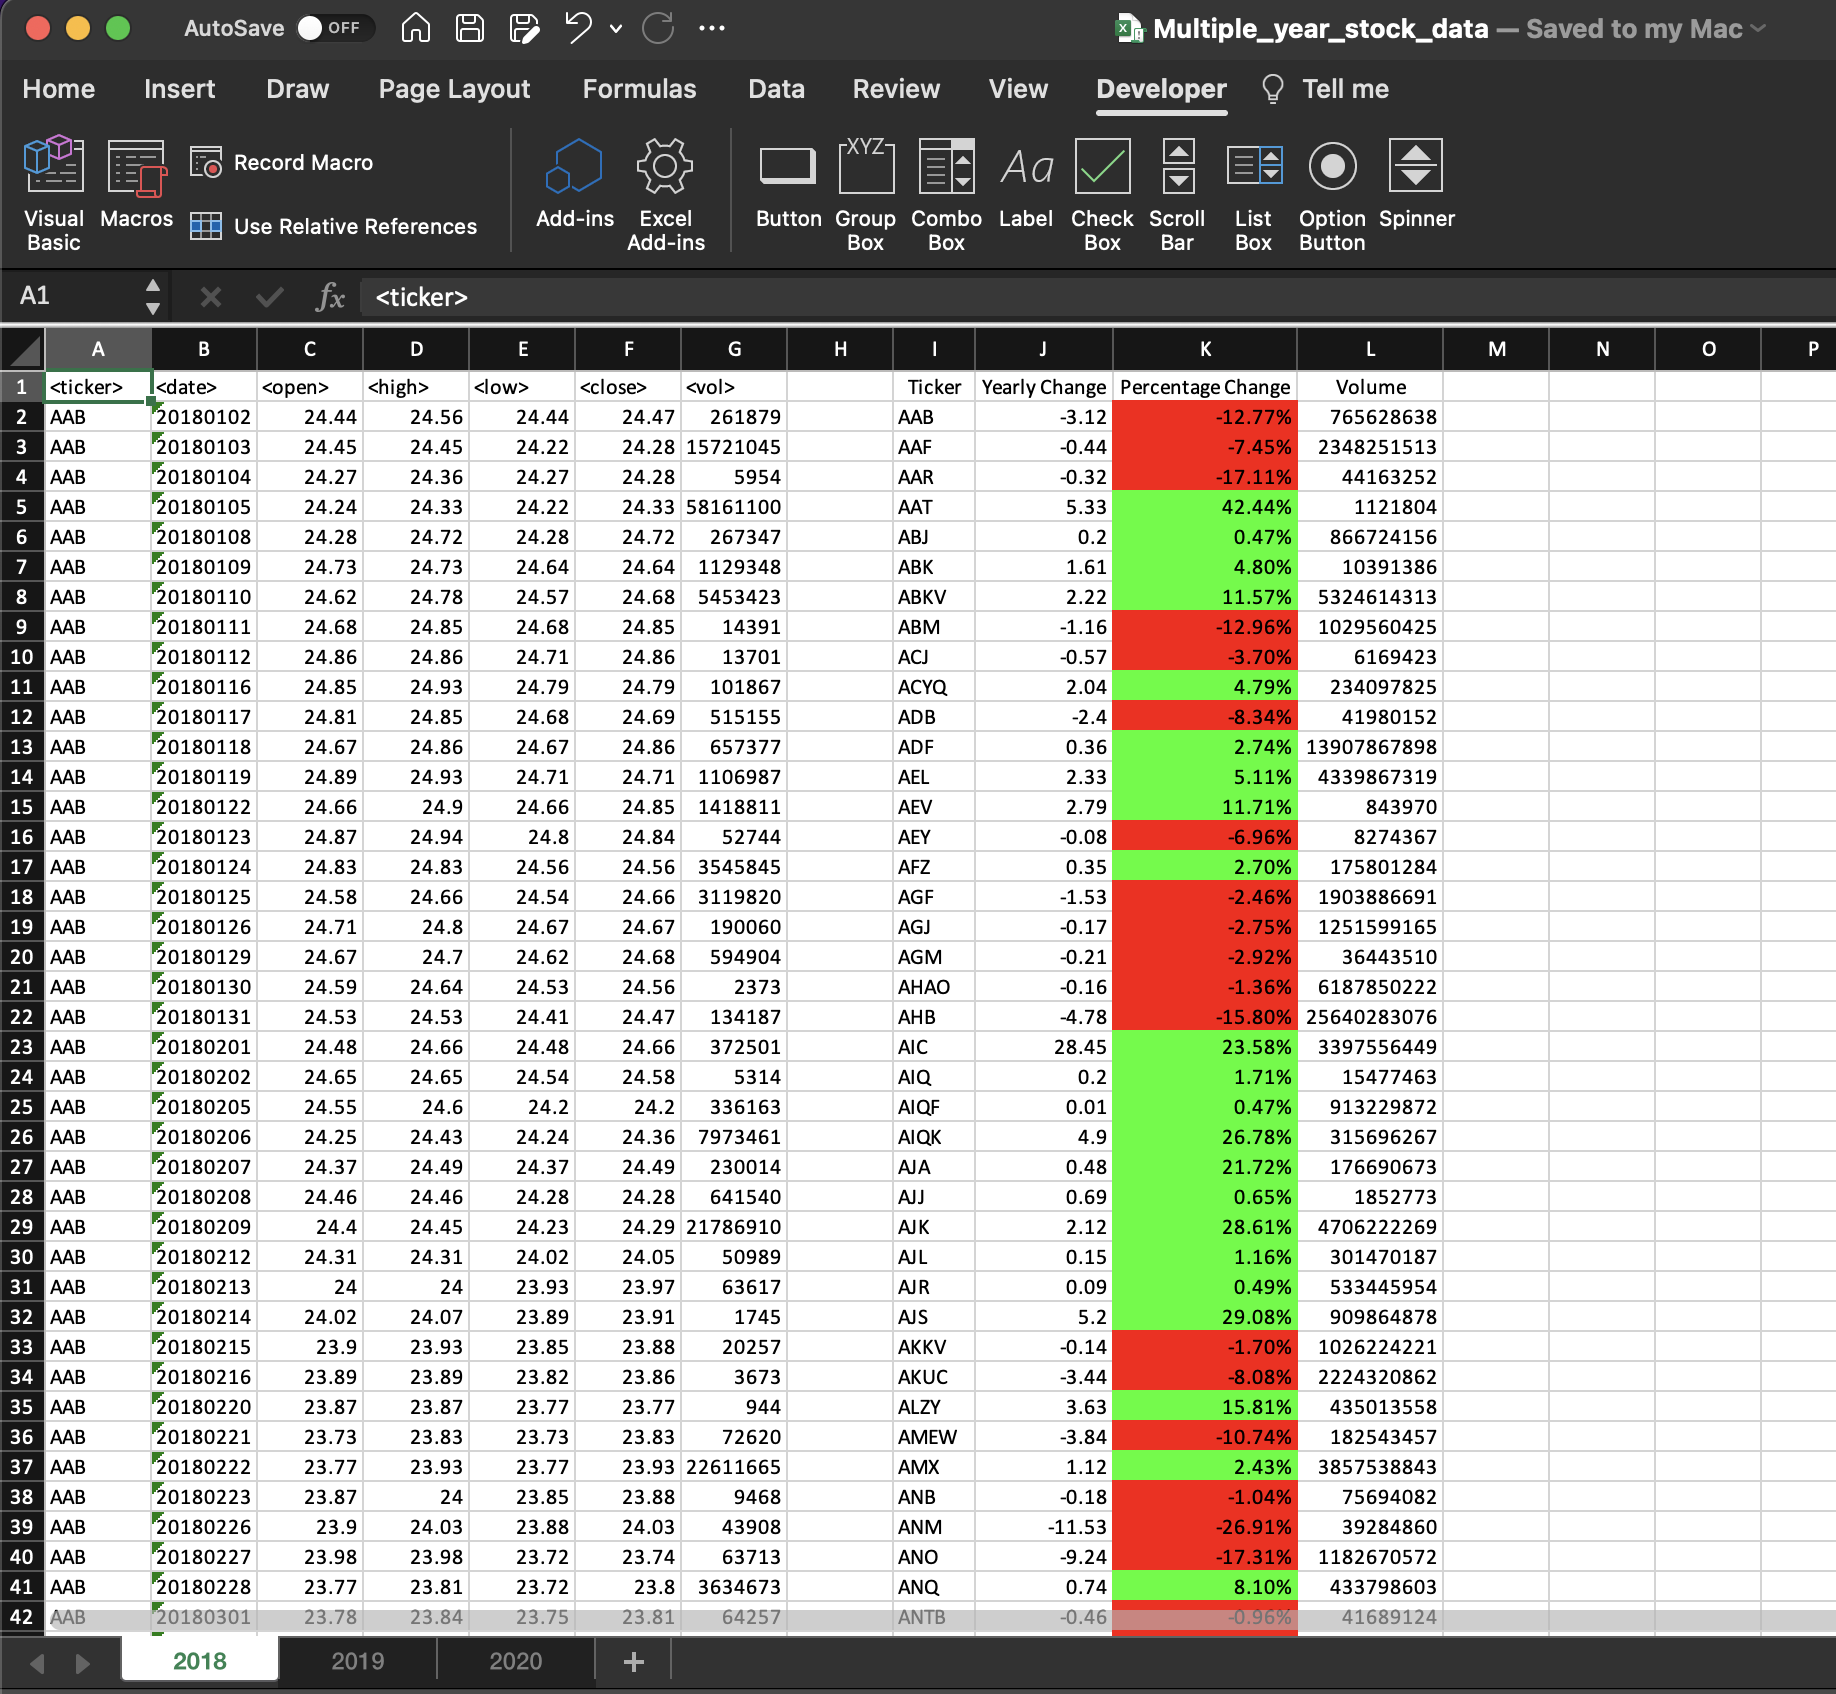 AutoSave OFF Multiple_year_stock_data — Saved to my Mac
Home Insert Draw Page Layout Formulas Data Review View Developer Tell me
Visual Basic Macros Record Macro Use Relative References Add-ins Excel Add-ins Button XYZ Group Box Combo Box Aa Label Check Box Scroll Bar List Box Option Button Spinner
A1 fx <ticker>
A B C D E F G H I J K L M N O P
1 <ticker> <date> <open> <high> <low> <close> <vol> Ticker Yearly Change Percentage Change Volume
2 AAB 20180102 24.44 24.56 24.44 24.47 261879 AAB -3.12 -12.77% 765628638
3 AAB 20180103 24.45 24.45 24.22 24.28 15721045 AAF -0.44 -7.45% 2348251513
4 AAB 20180104 24.27 24.36 24.27 24.28 5954 AAR -0.32 -17.11% 44163252
5 AAB 20180105 24.24 24.33 24.22 24.33 58161100 AAT 5.33 42.44% 1121804
6 AAB 20180108 24.28 24.72 24.28 24.72 267347 ABJ 0.2 0.47% 866724156
7 AAB 20180109 24.73 24.73 24.64 24.64 1129348 ABK 1.61 4.80% 10391386
8 AAB 20180110 24.62 24.78 24.57 24.68 5453423 ABKV 2.22 11.57% 5324614313
9 AAB 20180111 24.68 24.85 24.68 24.85 14391 ABM -1.16 -12.96% 1029560425
10 AAB 20180112 24.86 24.86 24.71 24.86 13701 ACJ -0.57 -3.70% 6169423
11 AAB 20180116 24.85 24.93 24.79 24.79 101867 ACYQ 2.04 4.79% 234097825
12 AAB 20180117 24.81 24.85 24.68 24.69 515155 ADB -2.4 -8.34% 41980152
13 AAB 20180118 24.67 24.86 24.67 24.86 657377 ADF 0.36 2.74% 13907867898
14 AAB 20180119 24.89 24.93 24.71 24.71 1106987 AEL 2.33 5.11% 4339867319
15 AAB 20180122 24.66 24.9 24.66 24.85 1418811 AEV 2.79 11.71% 843970
16 AAB 20180123 24.87 24.94 24.8 24.84 52744 AEY -0.08 -6.96% 8274367
17 AAB 20180124 24.83 24.83 24.56 24.56 3545845 AFZ 0.35 2.70% 175801284
18 AAB 20180125 24.58 24.66 24.54 24.66 3119820 AGF -1.53 -2.46% 1903886691
19 AAB 20180126 24.71 24.8 24.67 24.67 190060 AGJ -0.17 -2.75% 1251599165
20 AAB 20180129 24.67 24.7 24.62 24.68 594904 AGM -0.21 -2.92% 36443510
21 AAB 20180130 24.59 24.64 24.53 24.56 2373 AHAO -0.16 -1.36% 6187850222
22 AAB 20180131 24.53 24.53 24.41 24.47 134187 AHB -4.78 -15.80% 25640283076
23 AAB 20180201 24.48 24.66 24.48 24.66 372501 AIC 28.45 23.58% 3397556449
24 AAB 20180202 24.65 24.65 24.54 24.58 5314 AIQ 0.2 1.71% 15477463
25 AAB 20180205 24.55 24.6 24.2 24.2 336163 AIQF 0.01 0.47% 913229872
26 AAB 20180206 24.25 24.43 24.24 24.36 7973461 AIQK 4.9 26.78% 315696267
27 AAB 20180207 24.37 24.49 24.37 24.49 230014 AJA 0.48 21.72% 176690673
28 AAB 20180208 24.46 24.46 24.28 24.28 641540 AJJ 0.69 0.65% 1852773
29 AAB 20180209 24.4 24.45 24.23 24.29 21786910 AJK 2.12 28.61% 4706222269
30 AAB 20180212 24.31 24.31 24.02 24.05 50989 AJL 0.15 1.16% 301470187
31 AAB 20180213 24 24 23.93 23.97 63617 AJR 0.09 0.49% 533445954
32 AAB 20180214 24.02 24.07 23.89 23.91 1745 AJS 5.2 29.08% 909864878
33 AAB 20180215 23.9 23.93 23.85 23.88 20257 AKKV -0.14 -1.70% 1026224221
34 AAB 20180216 23.89 23.89 23.82 23.86 3673 AKUC -3.44 -8.08% 2224320862
35 AAB 20180220 23.87 23.87 23.77 23.77 944 ALZY 3.63 15.81% 435013558
36 AAB 20180221 23.73 23.83 23.73 23.83 72620 AMEW -3.84 -10.74% 182543457
37 AAB 20180222 23.77 23.93 23.77 23.93 22611665 AMX 1.12 2.43% 3857538843
38 AAB 20180223 23.87 24 23.85 23.88 9468 ANB -0.18 -1.04% 75694082
39 AAB 20180226 23.9 24.03 23.88 24.03 43908 ANM -11.53 -26.91% 39284860
40 AAB 20180227 23.98 23.98 23.72 23.74 63713 ANO -9.24 -17.31% 1182670572
41 AAB 20180228 23.77 23.81 23.72 23.8 3634673 ANQ 0.74 8.10% 433798603
42 AAB 20180301 23.78 23.84 23.75 23.81 64257 ANTB -0.46 -0.96% 41689124
2018 2019 2020 +